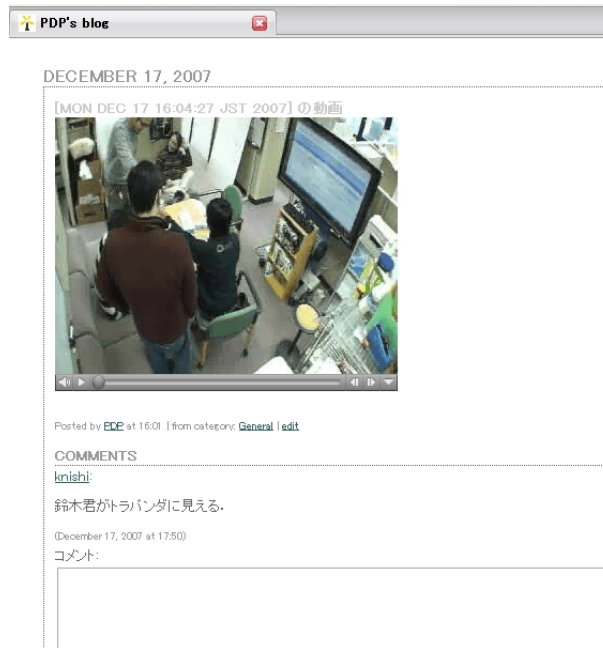 PDP's blog
DECEMBER 17, 2007
[MON DEC 17 16:04:27 JST 2007] の動画
Posted by PDP at 16:01 | from category: General | edit
COMMENTS
knishi:
鈴木君がトラパンダに見える.
(December 17, 2007 at 17:50)
コメント: